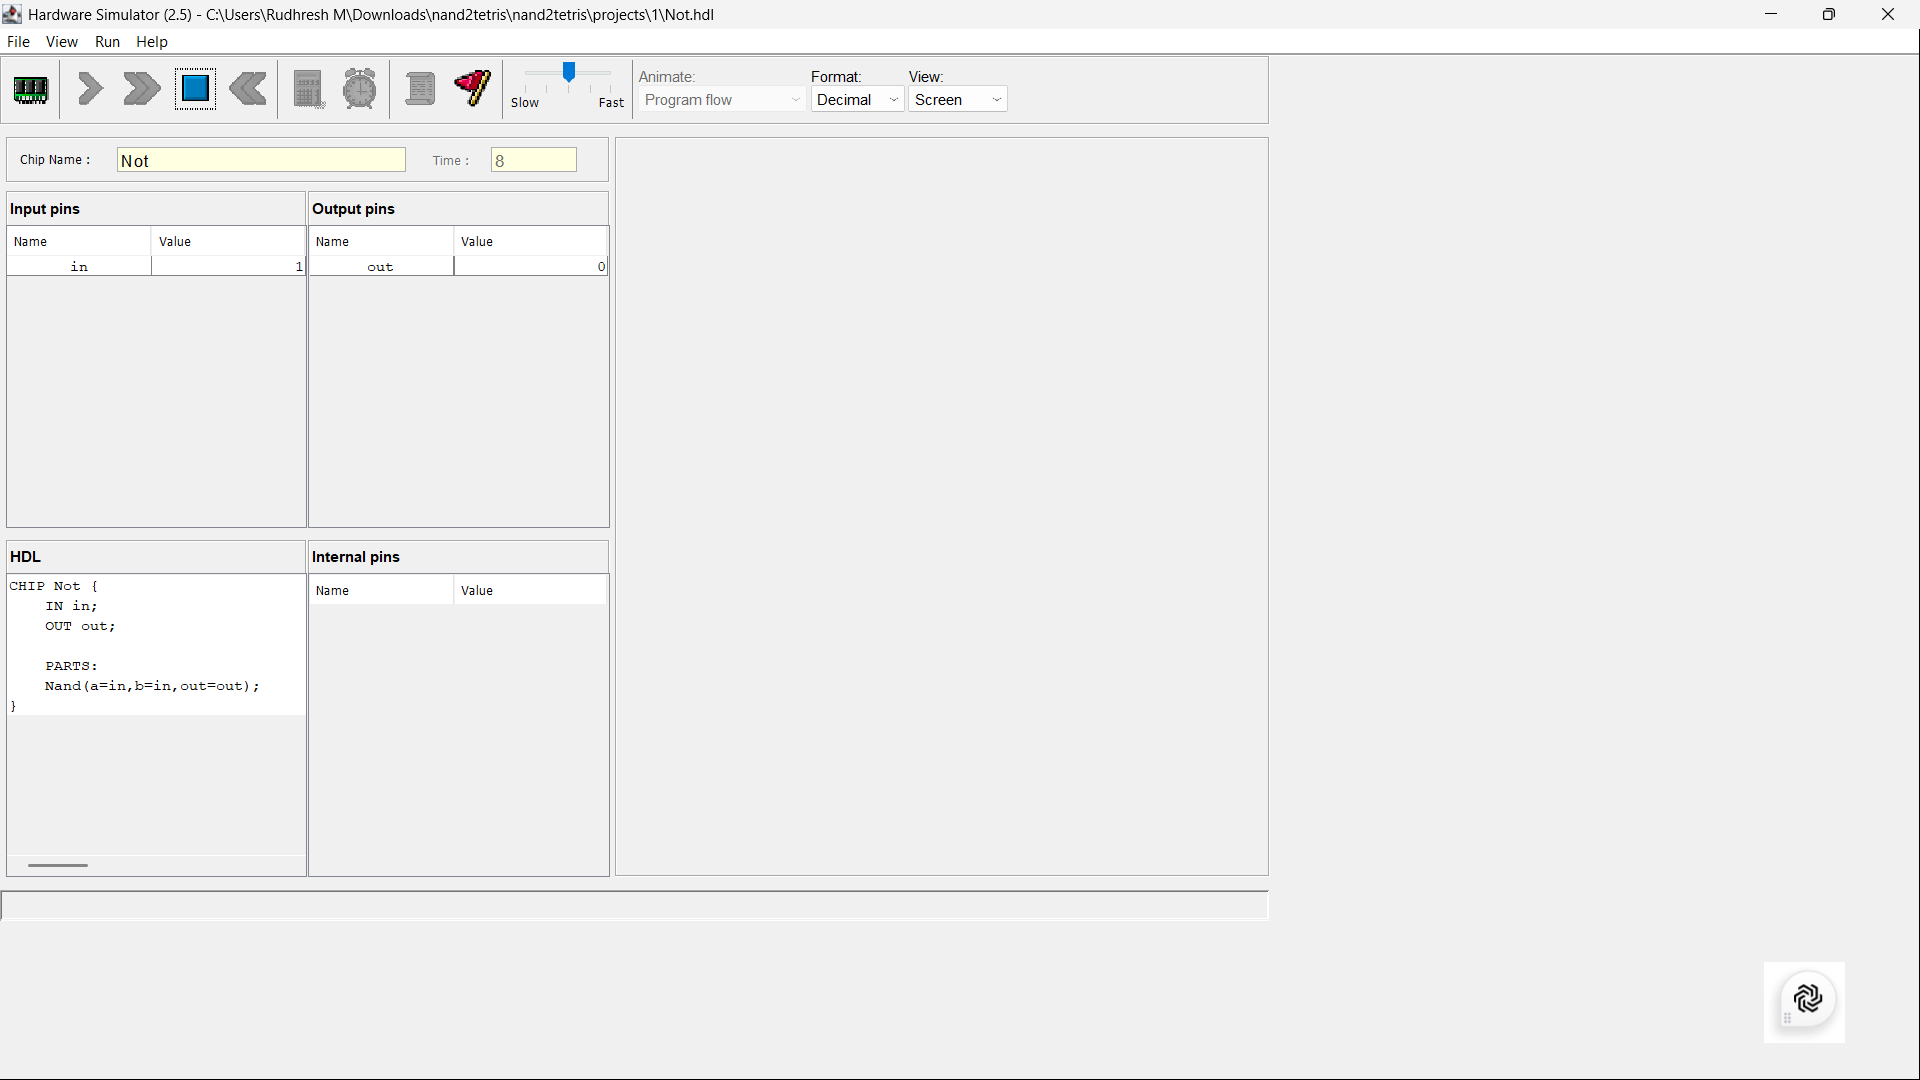 Hardware Simulator (2.5) - C:\Users\Rudhresh M\Downloads\nand2tetris\nand2tetris\projects\1\Not.hdl
File View Run Help
Slow Fast
Animate: Format: View:
Program flow Decimal Screen
Chip Name : Not Time : 8
Input pins Output pins
Name Value Name Value
in 1 out 0
HDL Internal pins
Name Value
CHIP Not {
IN in;
OUT out;
PARTS:
Nand(a=in,b=in,out=out);
}